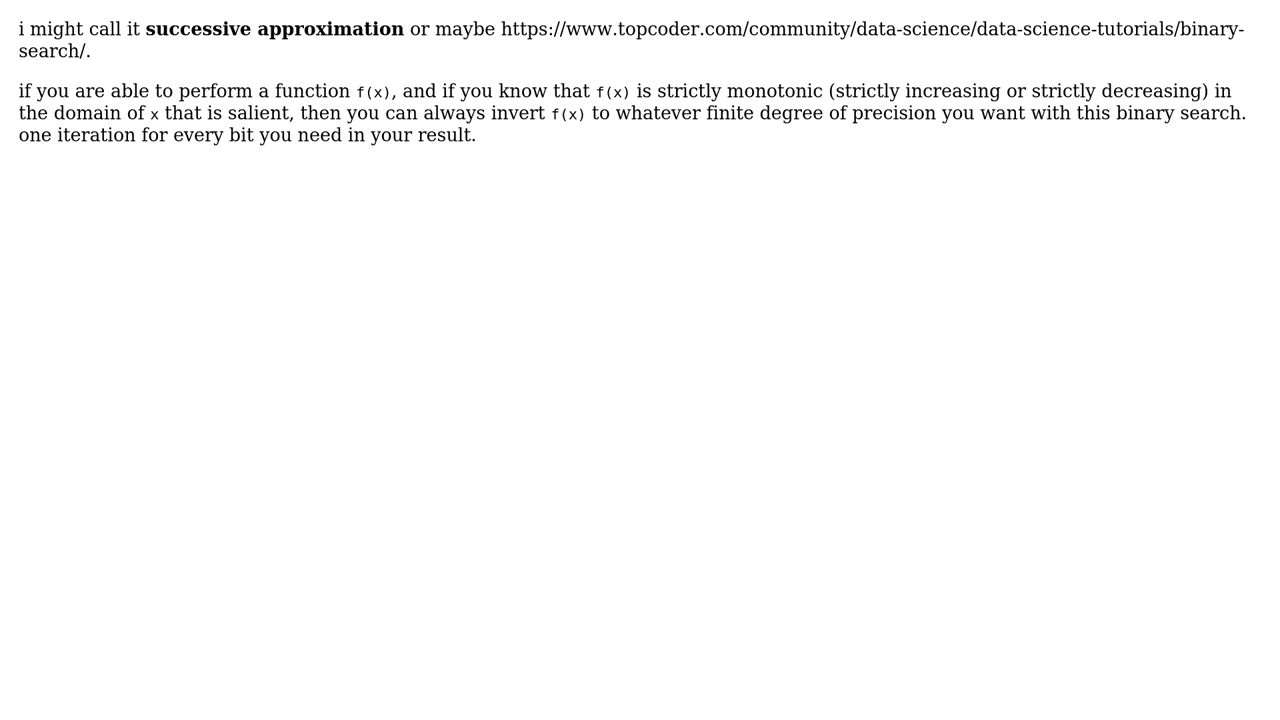 i might call it successive approximation or maybe https://www.topcoder.com/community/data-science/data-science-tutorials/binary-
search/.
if you are able to perform a function f(x), and if you know that f(x) is strictly monotonic (strictly increasing or strictly decreasing) in
the domain of x that is salient, then you can always invert f(x) to whatever finite degree of precision you want with this binary search.
one iteration for every bit you need in your result.